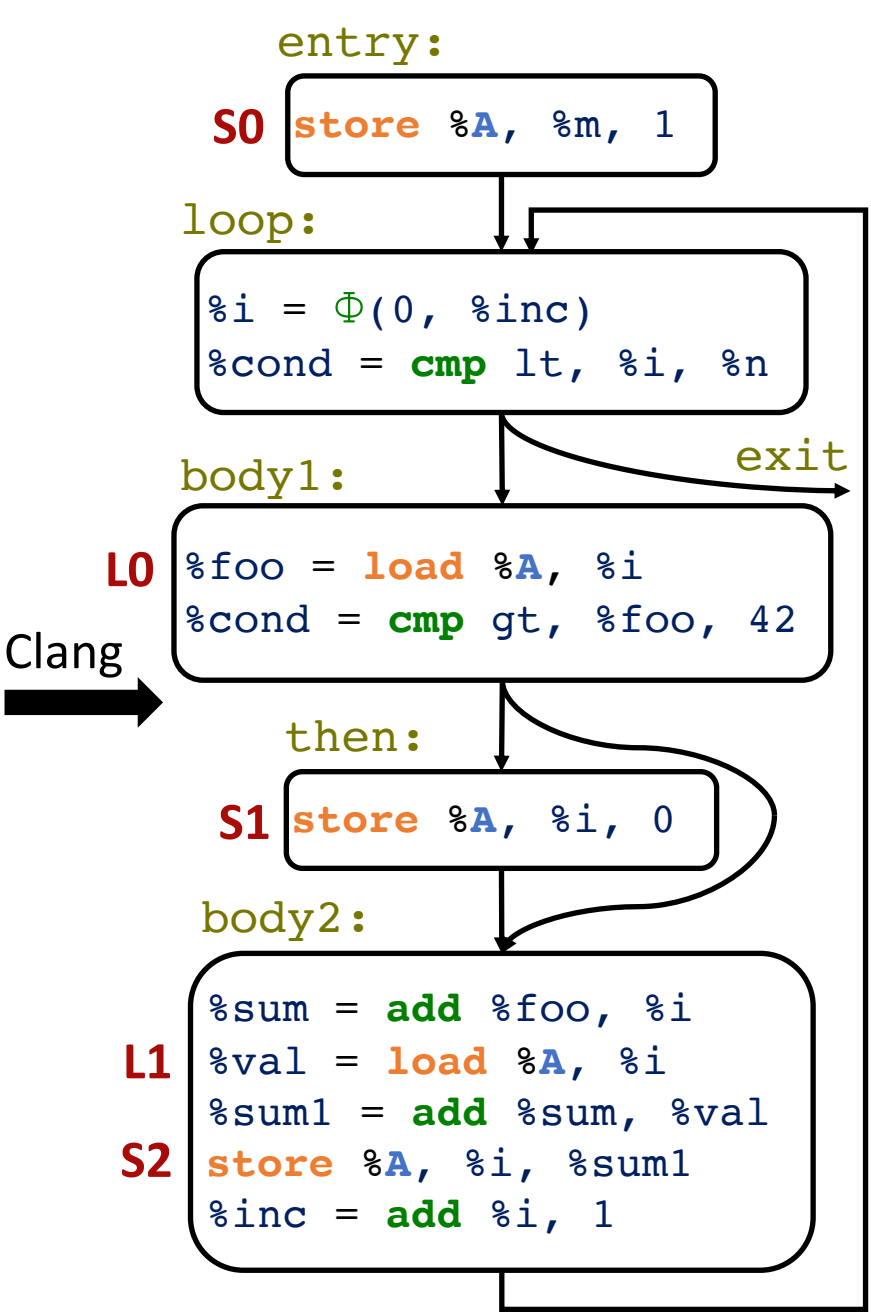 entry:
S0 store %A, %m, 1
loop:
%i = Φ(0, %inc)
%cond = cmp lt, %i, %n
exit
body1:
L0 %foo = load %A, %i
%cond = cmp gt, %foo, 42
Clang
then:
S1 store %A, %i, 0
body2:
%sum = add %foo, %i
L1 %val = load %A, %i
%sum1 = add %sum, %val
S2 store %A, %i, %sum1
%inc = add %i, 1